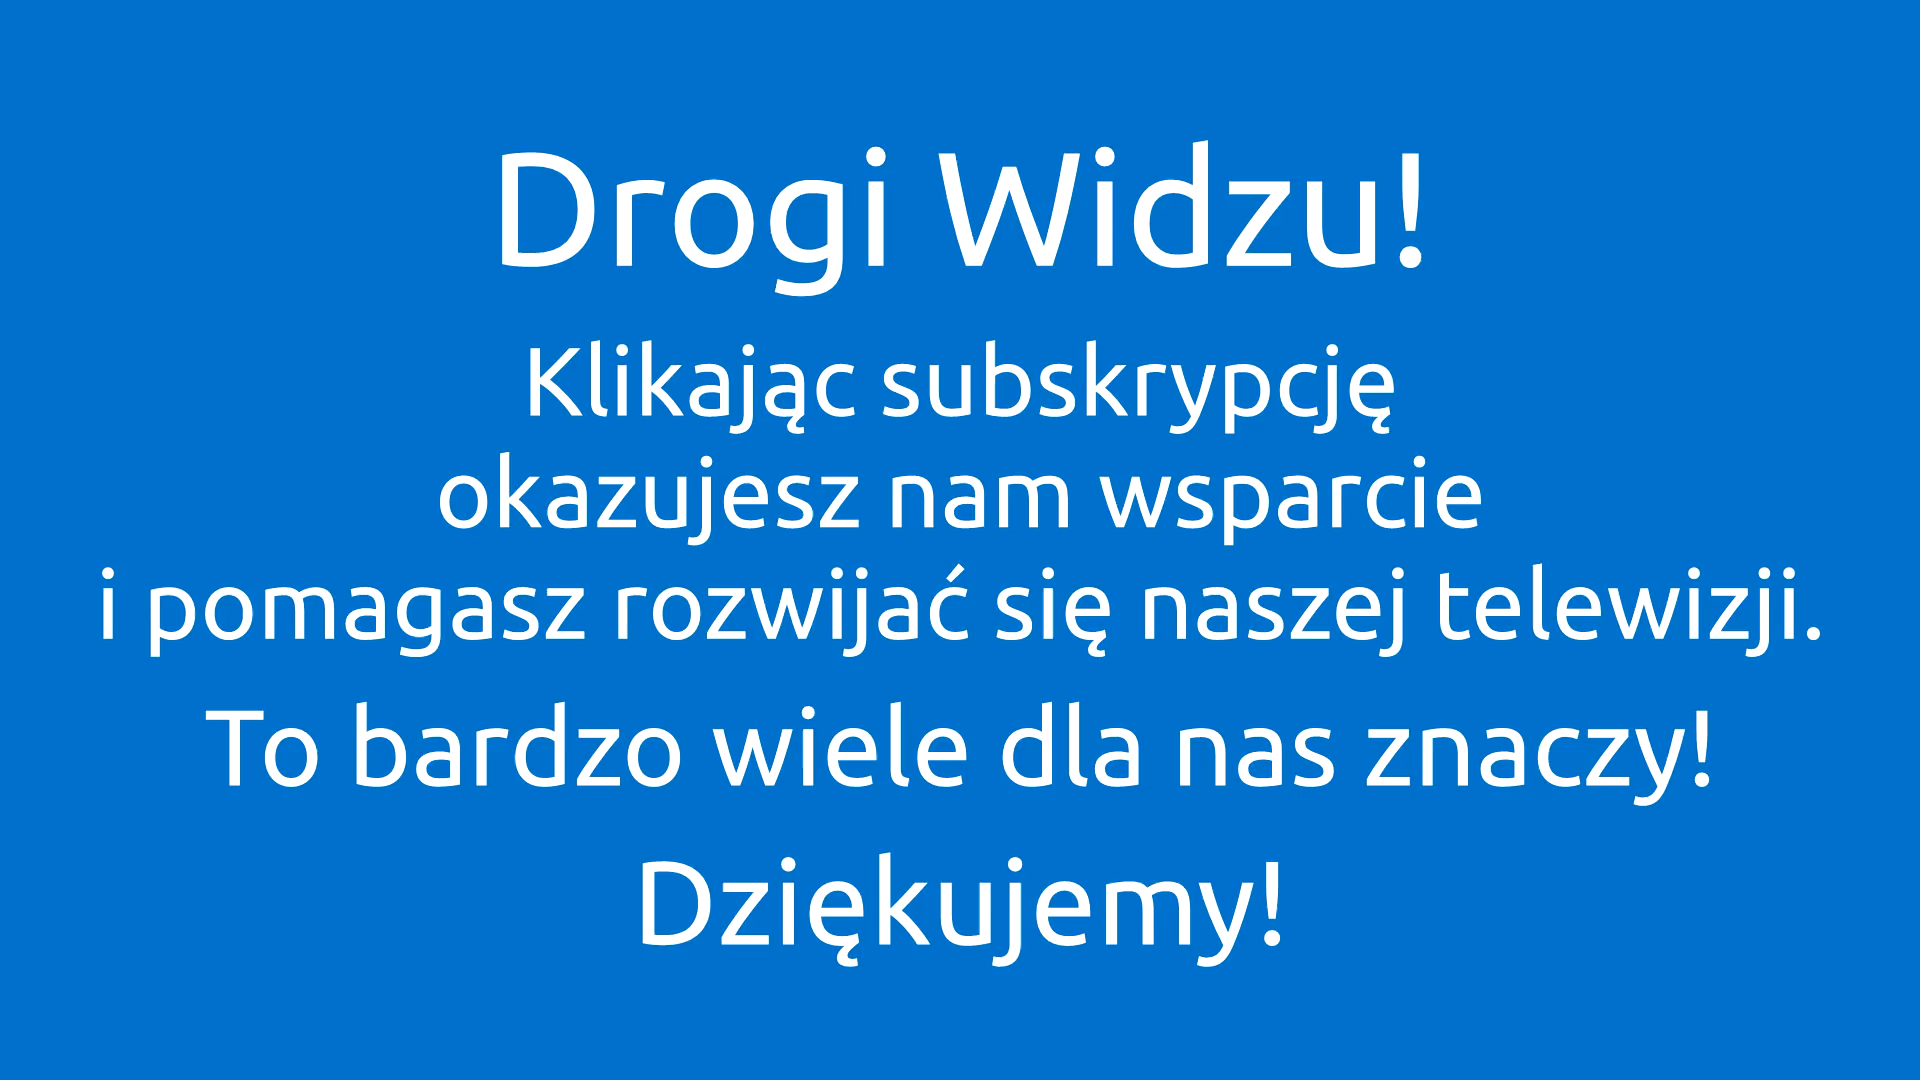 Drogi Widzu!
Klikając subskrypcję
okazujesz nam wsparcie
i pomagasz rozwijać się naszej telewizji.
To bardzo wiele dla nas znaczy!
Dziękujemy!